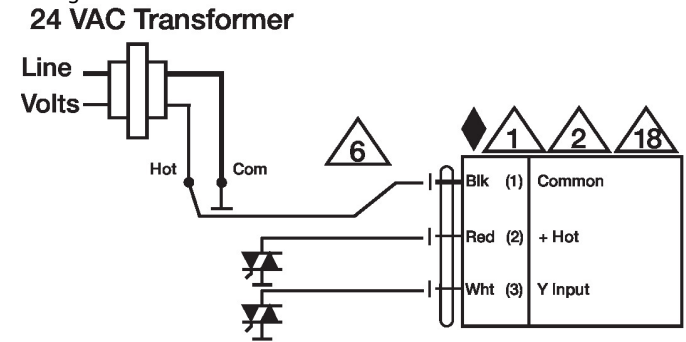 24 VAC Transformer
Line
Volts
Hot Com
6
1 2 18
Blk (1) Common
Red (2) + Hot
Wht (3) Y Input